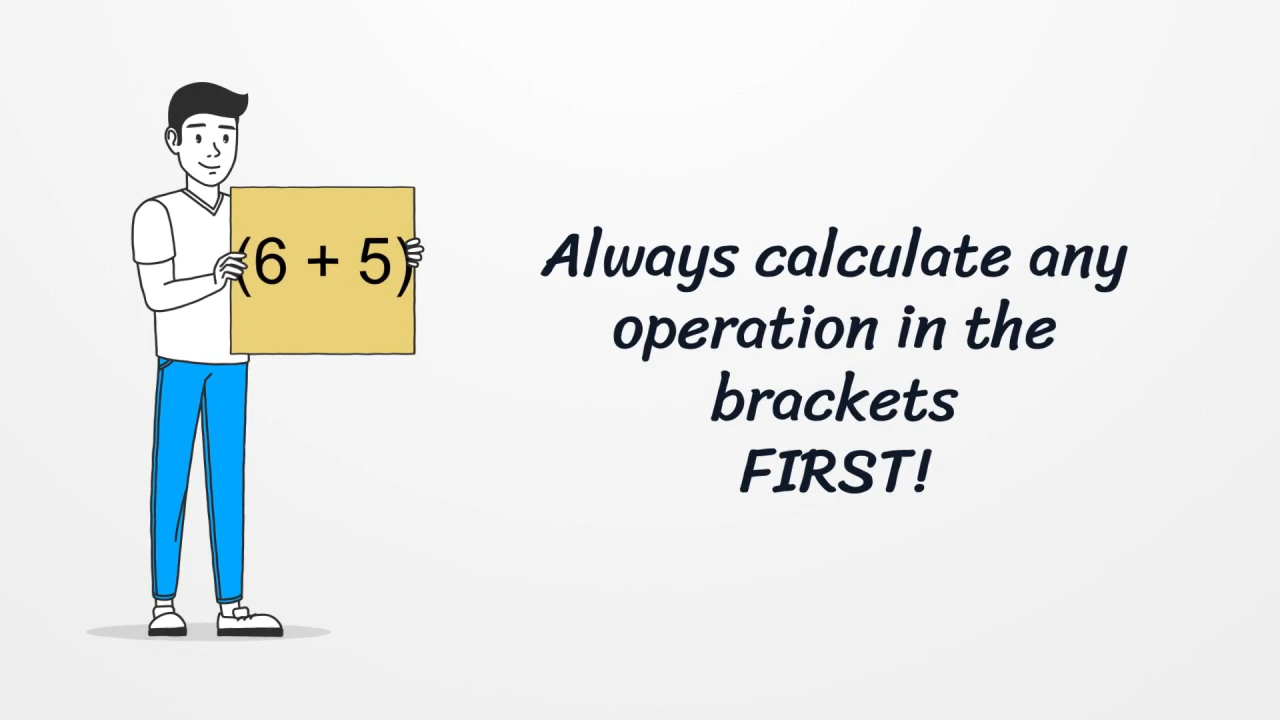 (6 + 5)
Always calculate any
operation in the
brackets
FIRST!